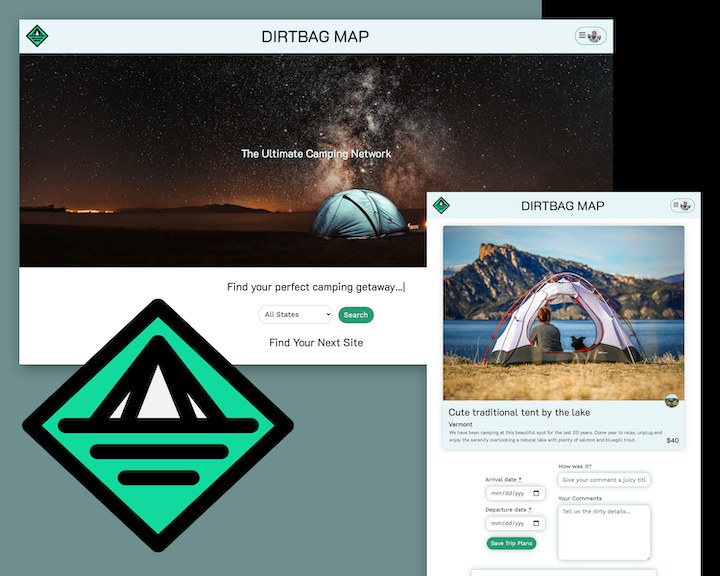 DIRTBAG MAP
The Ultimate Camping Network
Find your perfect camping getaway...|
All States
Search
Find Your Next Site
DIRTBAG MAP
Cute traditional tent by the lake
Vermont
We have been camping at this beautiful spot for the last 20 years. Come year to relax, unplug and
enjoy the serenity overtooking a natural lake with plenty of salmon and bluegill trout.
$40
Arrival date *
mm/dd/yyy
Departure date *
mm/dd/yyy
Save Trip Plans
How was it?
Give your comment a juicy titl
Your Comments
Tell us the dirty details...